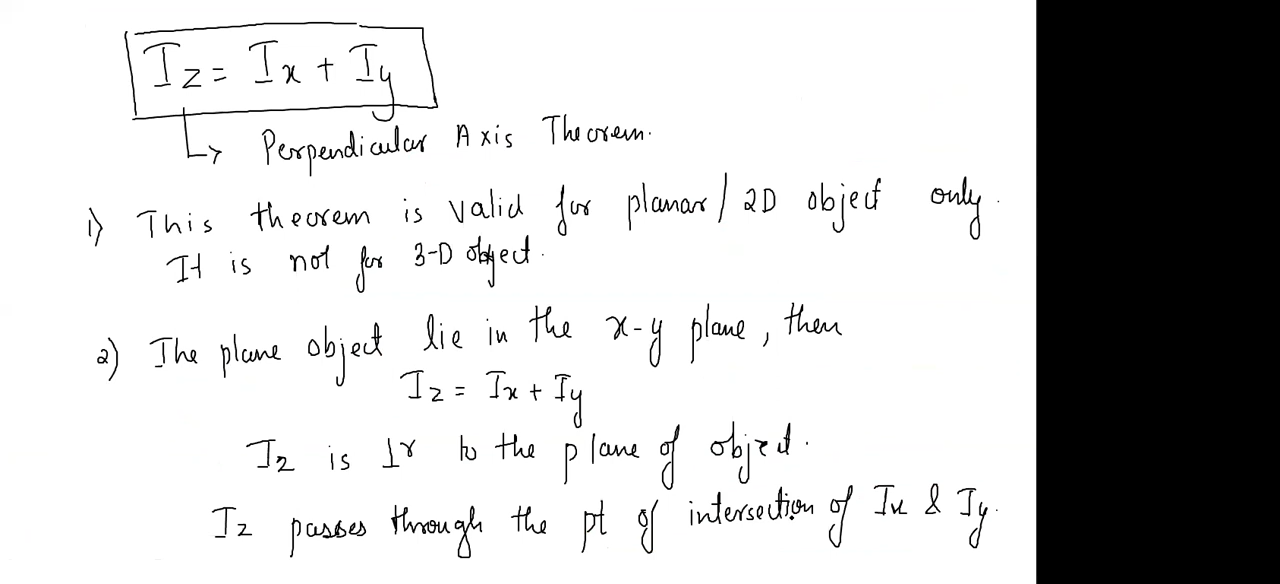 Iz = Ix + Iy
↳ Perpendicular Axis Theorem.
1) This theorem is valid for planar / 2D object only.
It is not for 3-D object.
2) The plane object lie in the x-y plane, then
Iz = Ix + Iy
Iz is ⊥r to the plane of object.
Iz passes through the pt of intersection of Ix & Iy.